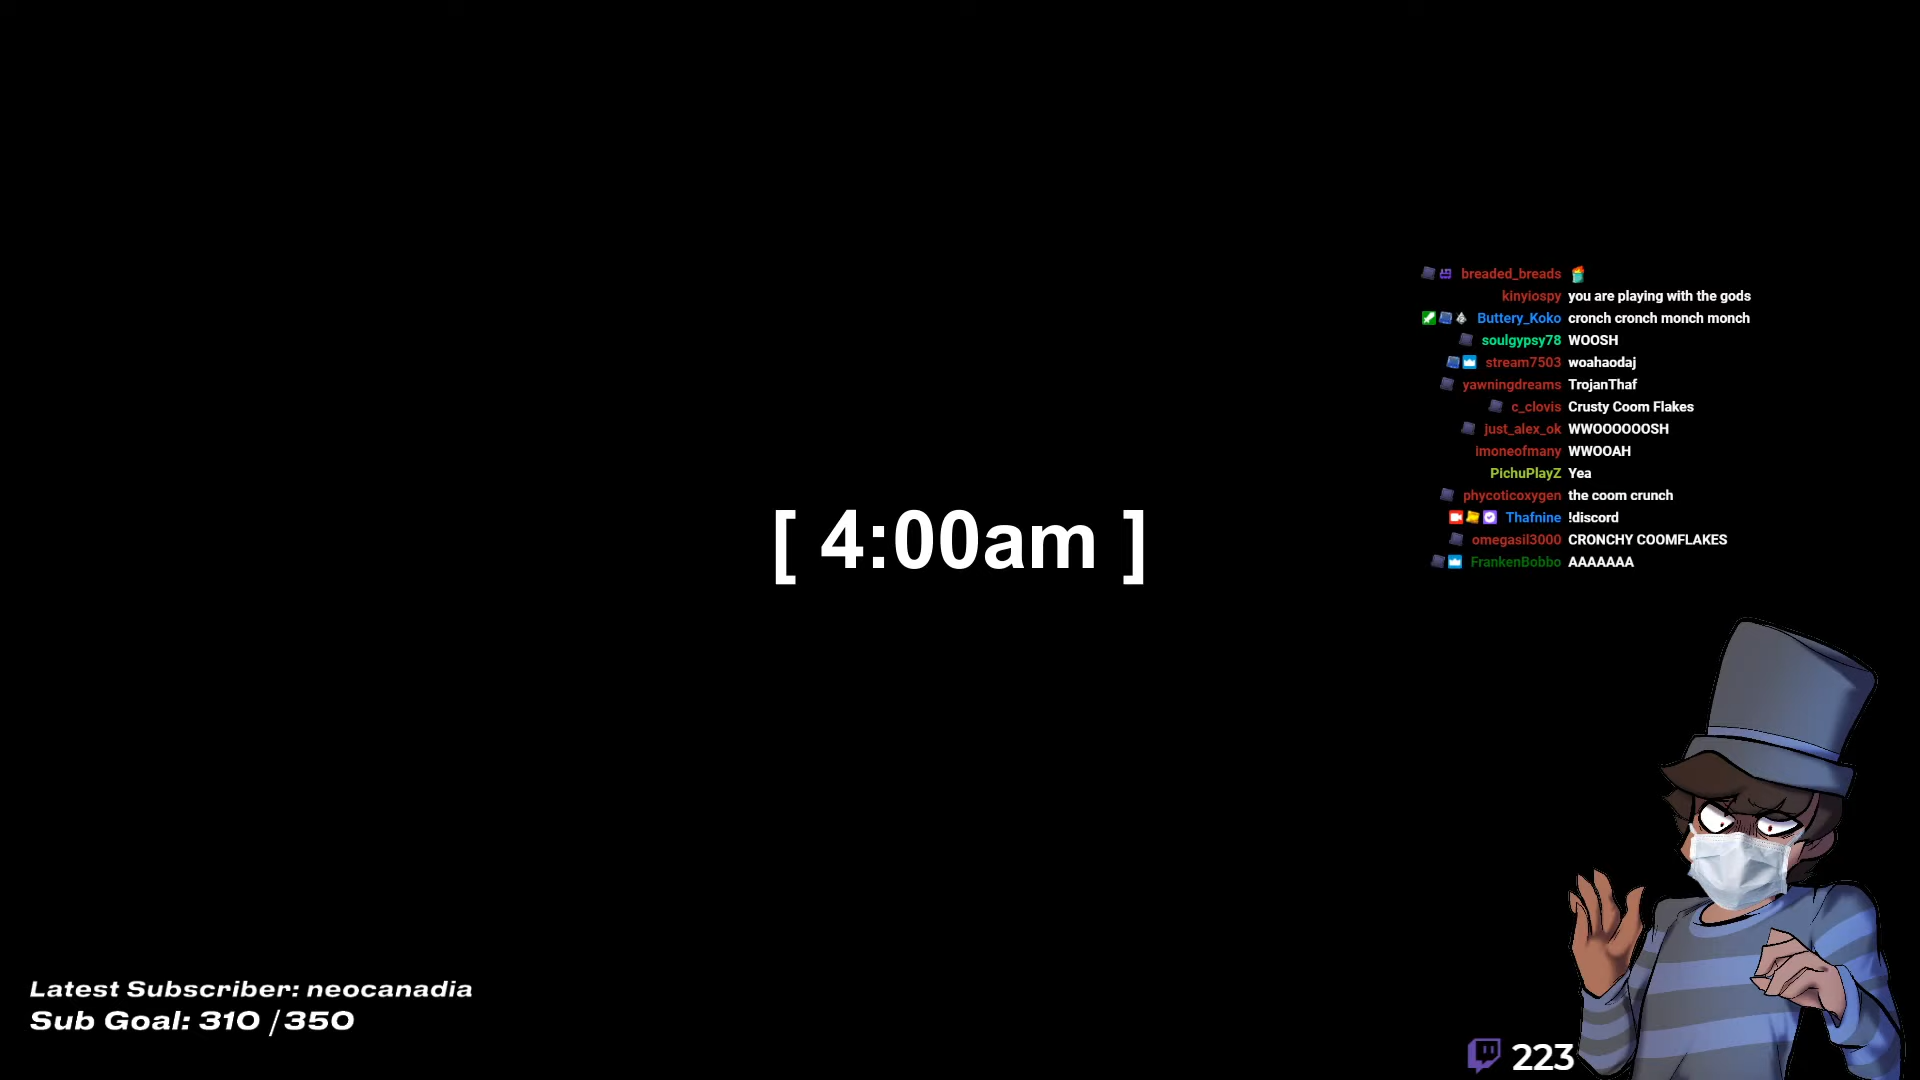 breaded_breads
kinyiospy you are playing with the gods
Buttery_Koko cronch cronch monch monch
soulgypsy78 WOOSH
stream7503 woahaodaj
yawningdreams TrojanThaf
c_clovis Crusty Coom Flakes
just_alex_ok WWOOOOOOSH
imoneofmany WWOOAH
PichuPlayZ Yea
phycoticoxygen the coom crunch
Thafnine !discord
omegasil3000 CRONCHY COOMFLAKES
FrankenBobbo AAAAAAA
[ 4:00am ]
Latest Subscriber: neocanadia
Sub Goal: 310 /350
223